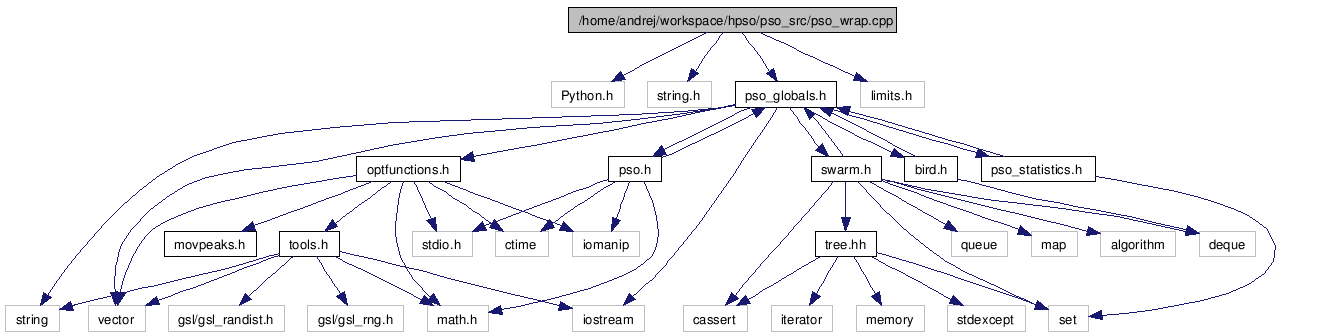 /home/andrej/workspace/hpso/pso_src/pso_wrap.cpp
Python.h
string.h
pso_globals.h
limits.h
optfunctions.h
pso.h
swarm.h
bird.h
pso_statistics.h
movpeaks.h
tools.h
stdio.h
ctime
iomanip
tree.hh
queue
map
algorithm
deque
string
vector
gsl/gsl_randist.h
gsl/gsl_rng.h
math.h
iostream
cassert
iterator
memory
stdexcept
set